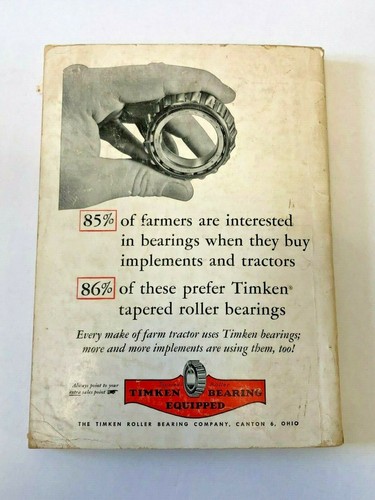 85% of farmers are interested
in bearings when they buy
implements and tractors
86% of these prefer Timken®
tapered roller bearings
Every make of farm tractor uses Timken bearings;
more and more implements are using them, too!
Always point to your
extra sales point
TIMKEN BEARING
EQUIPPED
THE TIMKEN ROLLER BEARING COMPANY, CANTON 6, OHIO